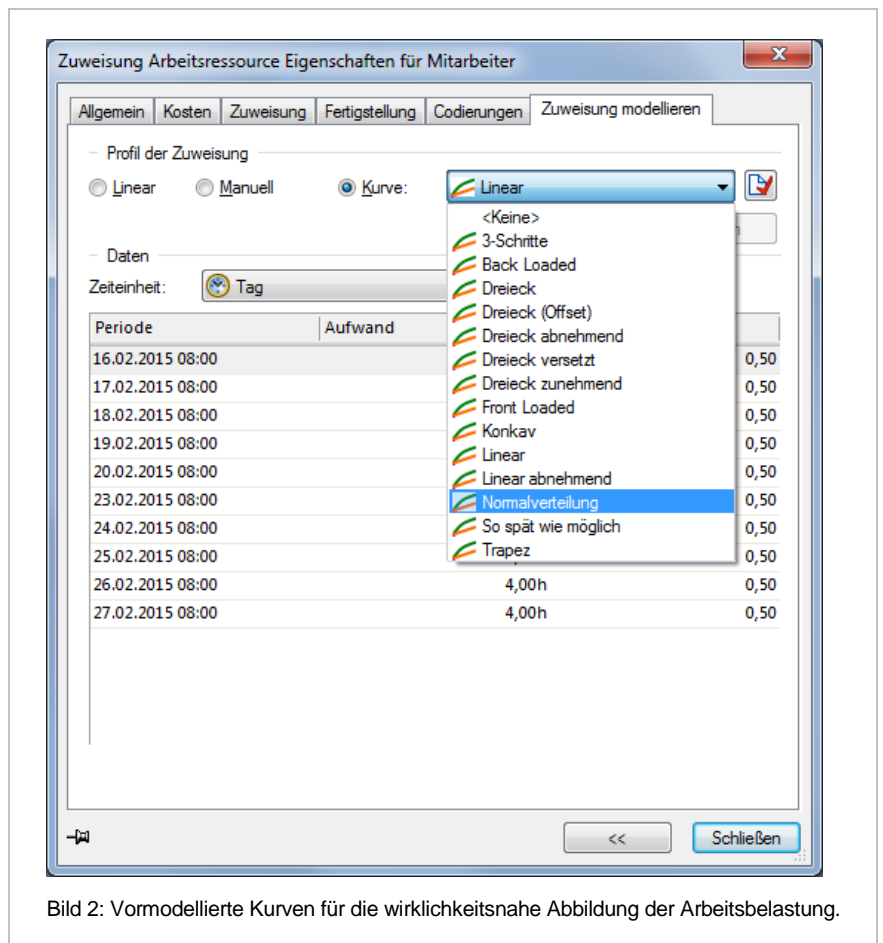 Zuweisung Arbeitsressource Eigenschaften für Mitarbeiter
Allgemein Kosten Zuweisung Fertigstellung Codierungen Zuweisung modellieren
Profil der Zuweisung
Linear Manuell Kurve: Linear
<Keine>
3-Schritte
Back Loaded
Dreieck
Dreieck (Offset)
Dreieck abnehmend
Dreieck versetzt
Dreieck zunehmend
Front Loaded
Konkav
Linear
Linear abnehmend
Normalverteilung
So spät wie möglich
Trapez
Daten
Zeiteinheit: Tag
Periode Aufwand
16.02.2015 08:00 0,50
17.02.2015 08:00 0,50
18.02.2015 08:00 0,50
19.02.2015 08:00 0,50
20.02.2015 08:00 0,50
23.02.2015 08:00 0,50
24.02.2015 08:00 0,50
25.02.2015 08:00 0,50
26.02.2015 08:00 4,00h 0,50
27.02.2015 08:00 4,00h 0,50
<< Schließen
Bild 2: Vormodellierte Kurven für die wirklichkeitsnahe Abbildung der Arbeitsbelastung.